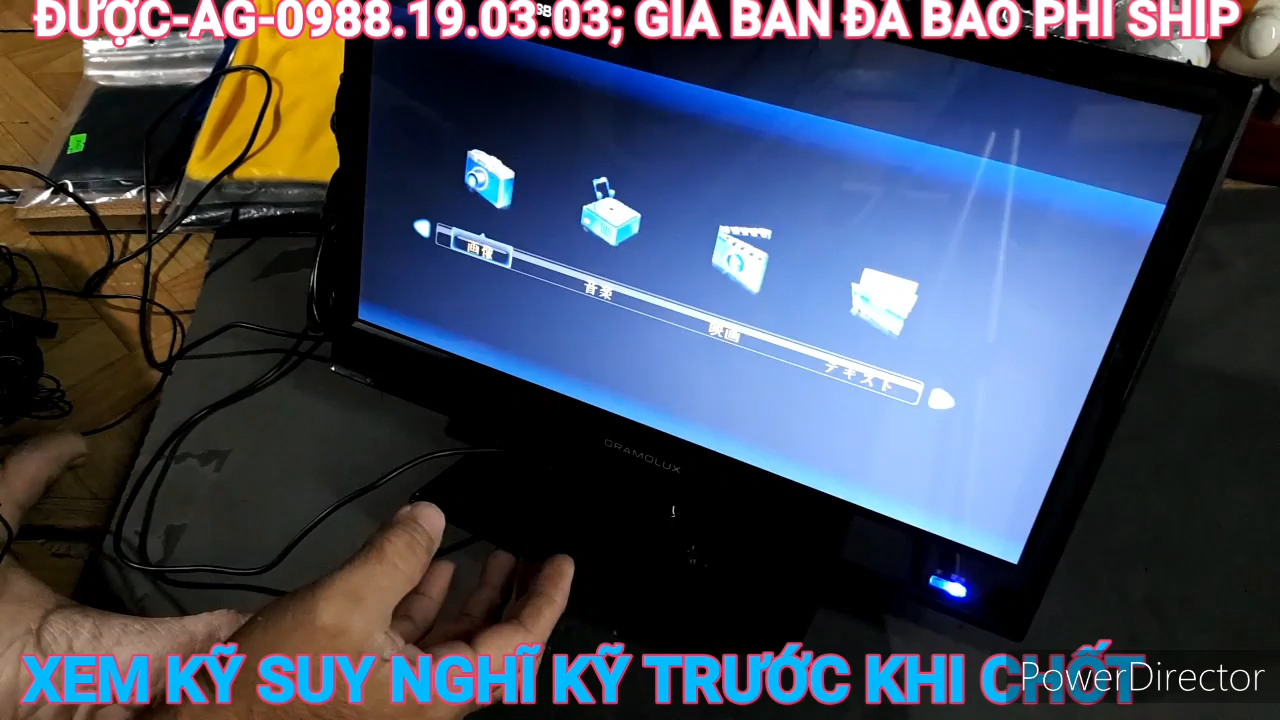 ĐƯỢC-AG-0988.19.03.03; GIÁ BÁN ĐÃ BAO PHÍ SHIP
画像
音楽
映画
テキスト
GRAMOLUX
XEM KỸ SUY NGHĨ KỸ TRƯỚC KHI CHỐT
PowerDirector